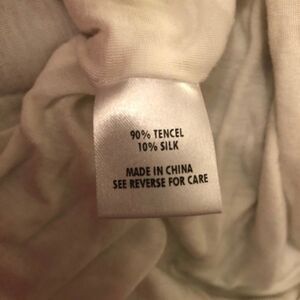 90% TENCEL
10% SILK
MADE IN CHINA
SEE REVERSE FOR CARE